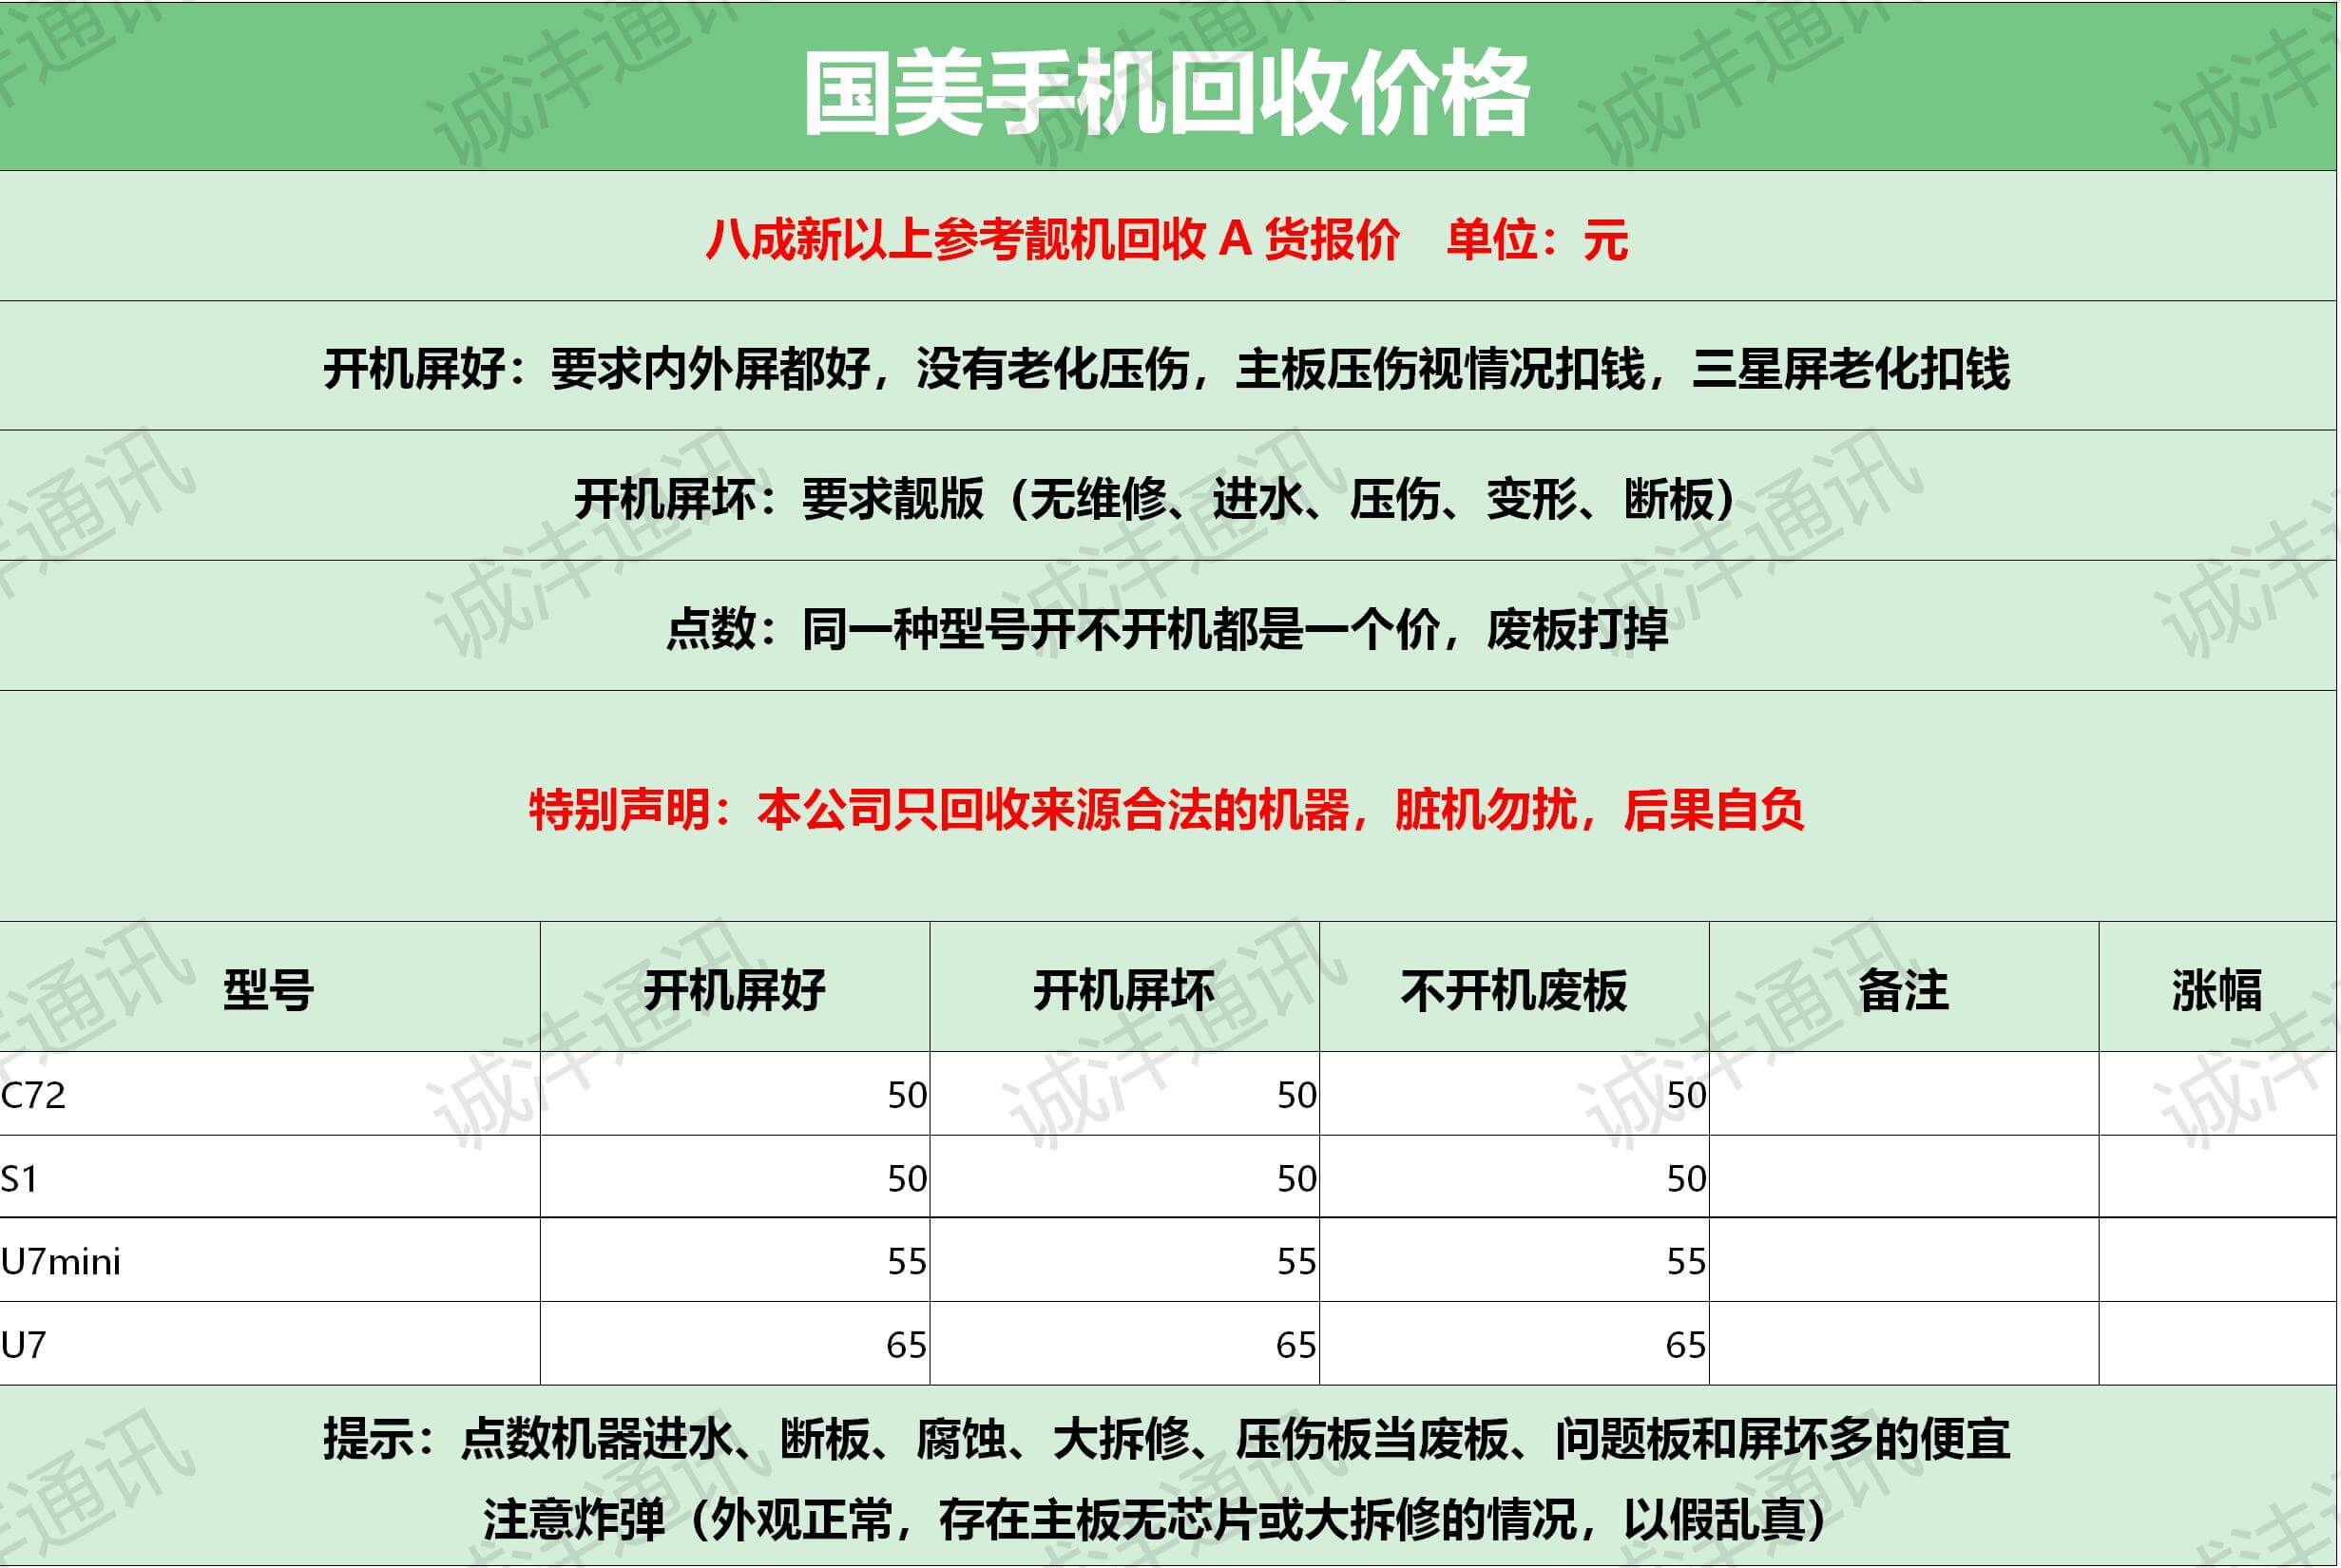 国美手机回收价格
八成新以上参考靓机回收 A 货报价 单位：元
开机屏好：要求内外屏都好，没有老化压伤，主板压伤视情况扣钱，三星屏老化扣钱
开机屏坏：要求靓版（无维修、进水、压伤、变形、断板）
点数：同一种型号开不开机都是一个价，废板打掉
特别声明：本公司只回收来源合法的机器，脏机勿扰，后果自负
型号 开机屏好 开机屏坏 不开机废板 备注 涨幅
C72 50 50 50
S1 50 50 50
U7mini 55 55 55
U7 65 65 65
提示：点数机器进水、断板、腐蚀、大拆修、压伤板当废板、问题板和屏坏多的便宜
注意炸弹（外观正常，存在主板无芯片或大拆修的情况，以假乱真）
诚沣通讯